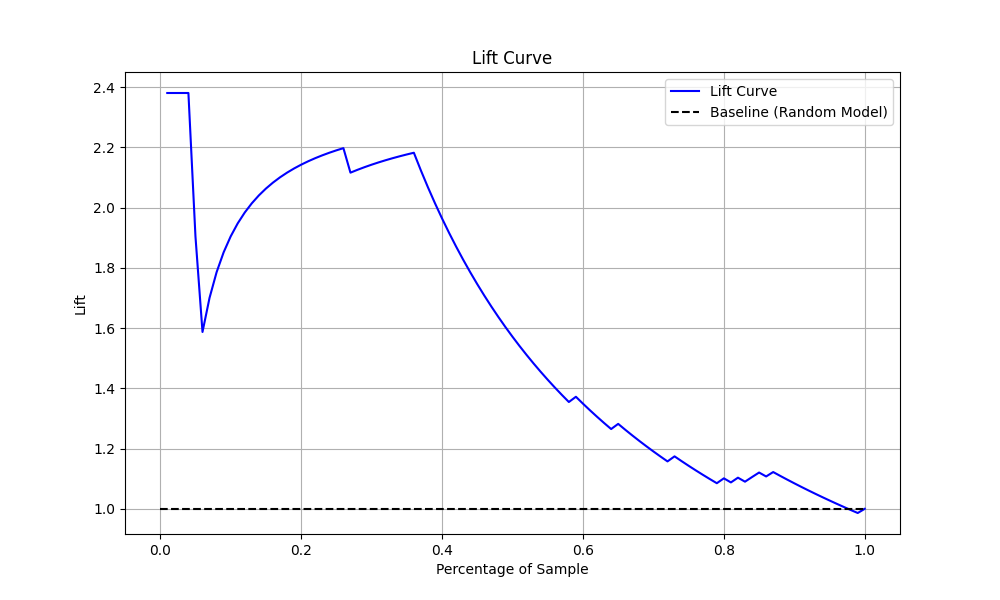 Lift Curve
Lift Curve
Baseline (Random Model)
Lift
2.4
2.2
2.0
1.8
1.6
1.4
1.2
1.0
0.0 0.2 0.4 0.6 0.8 1.0
Percentage of Sample